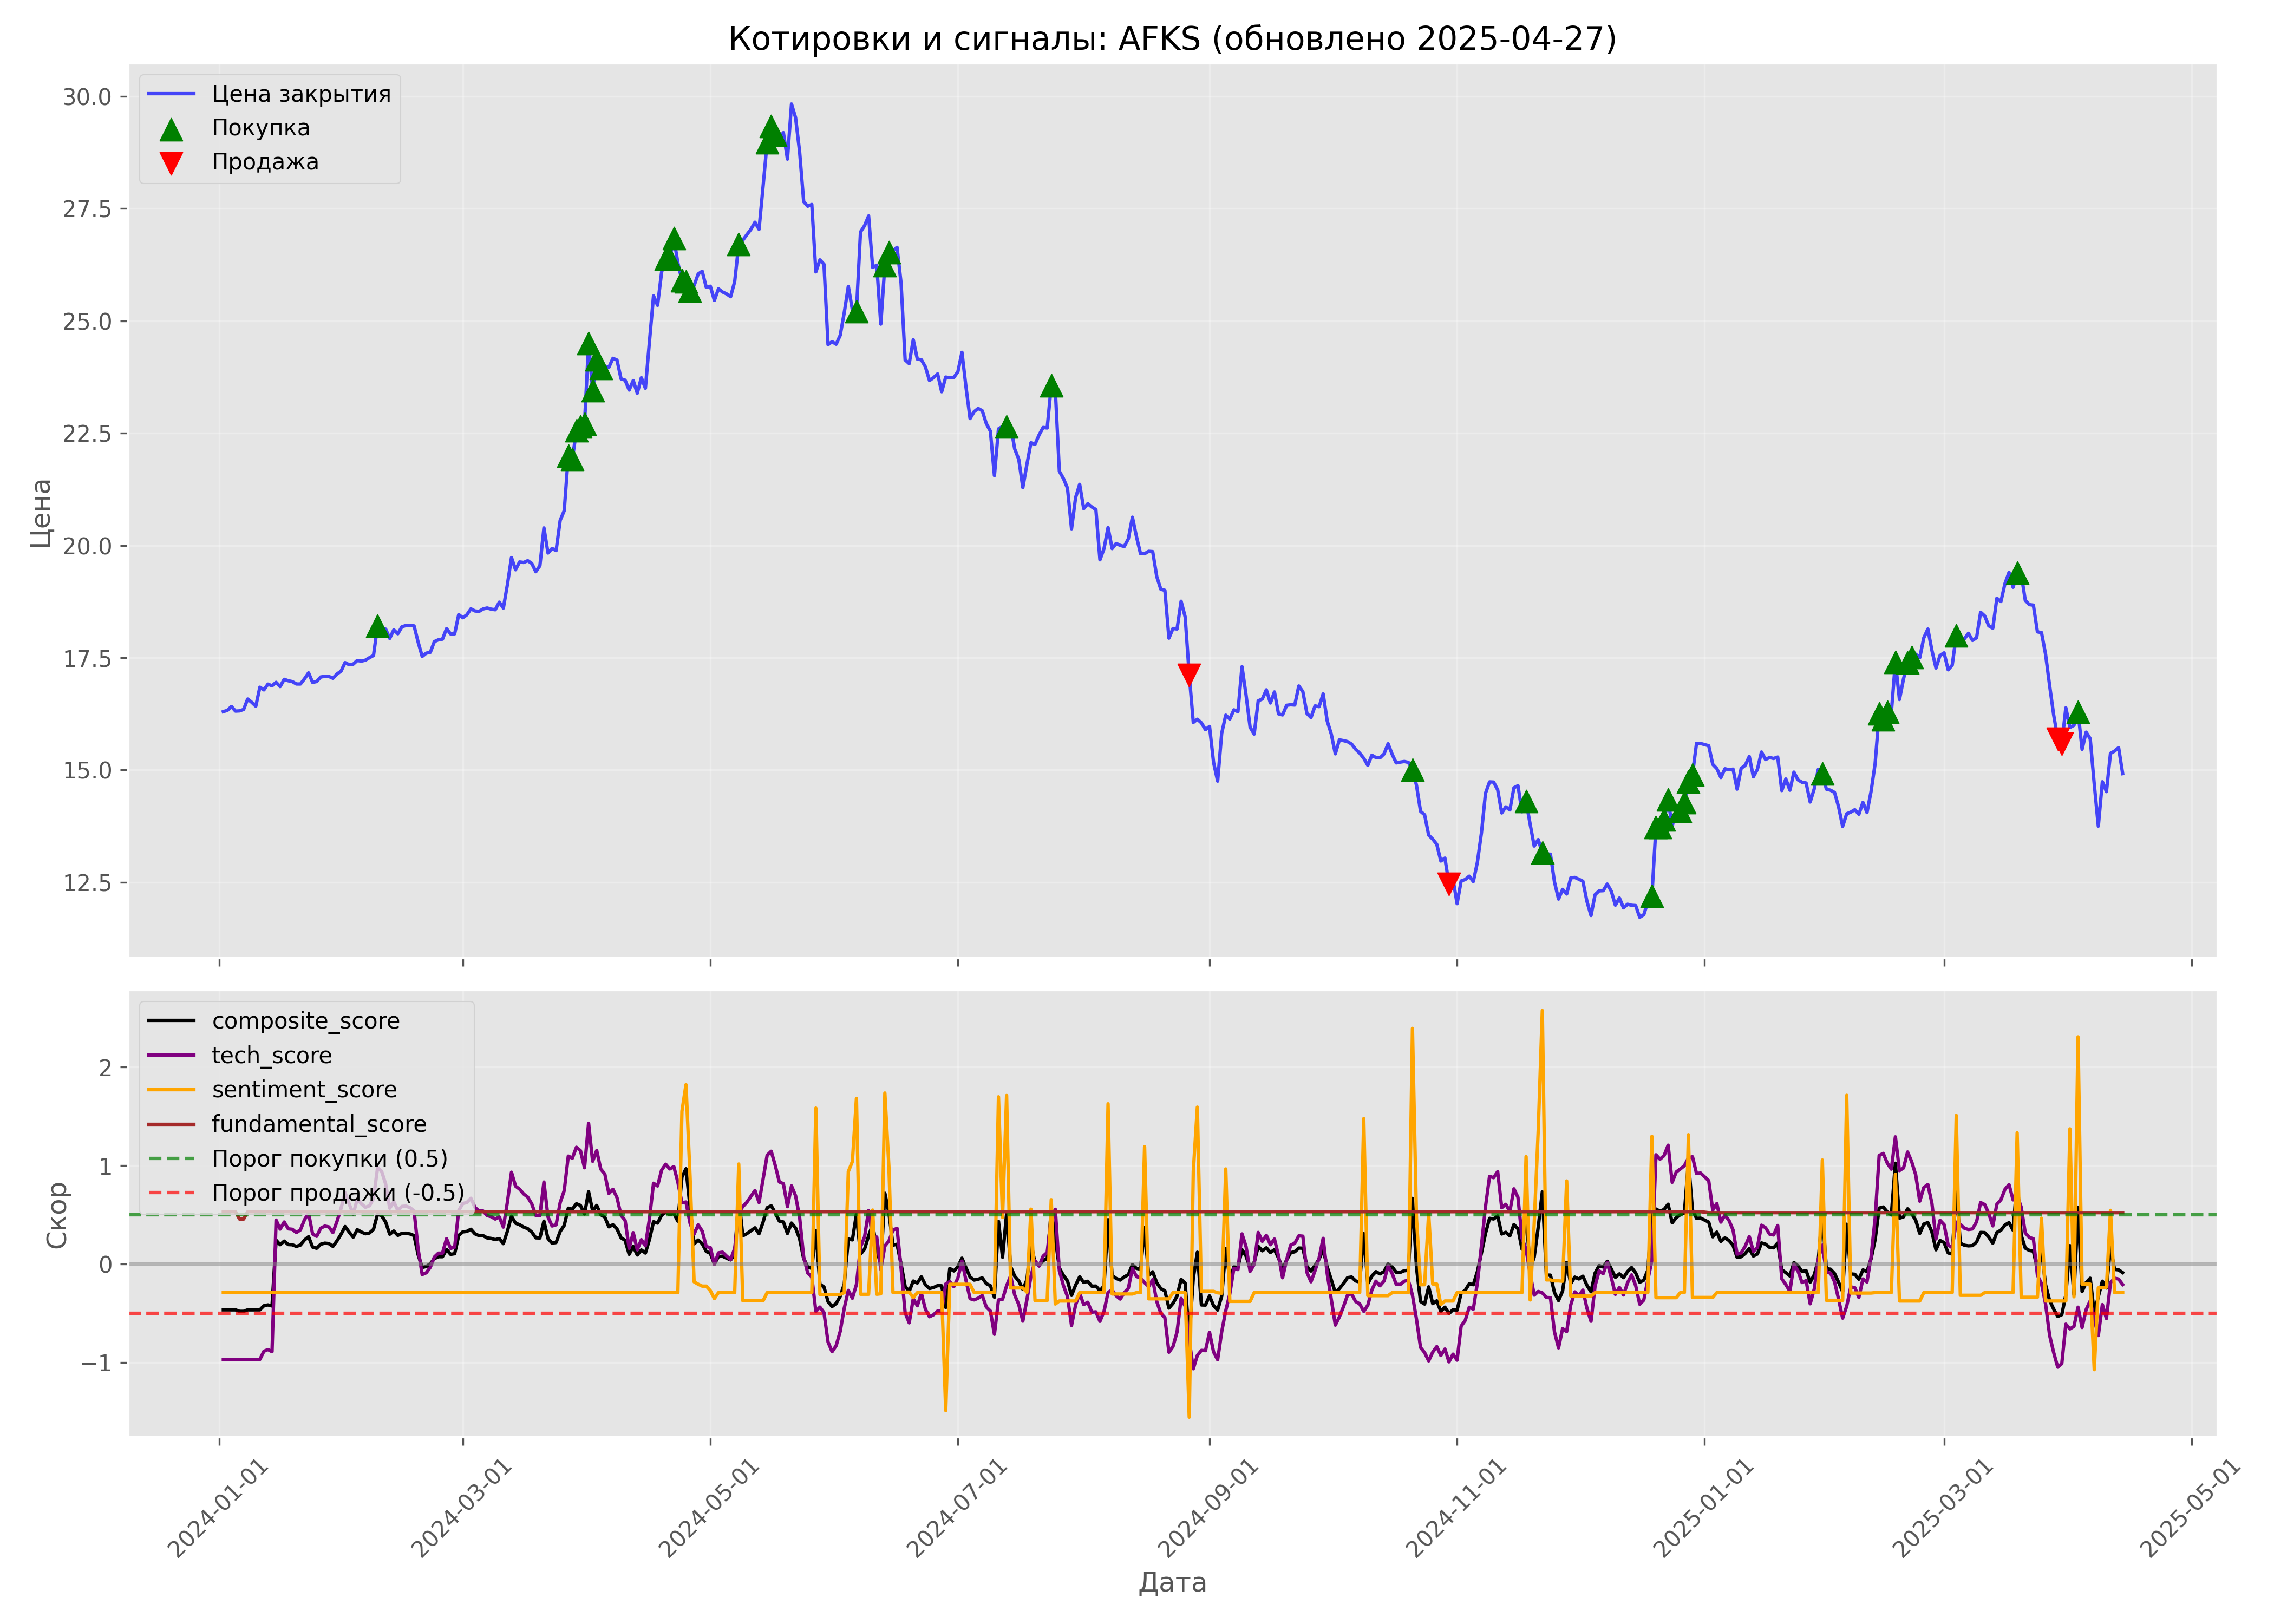 Котировки и сигналы: AFKS (обновлено 2025-04-27)
Цена закрытия
Покупка
Продажа
30.0
27.5
25.0
22.5
20.0
17.5
15.0
12.5
Цена
composite_score
tech_score
sentiment_score
fundamental_score
Порог покупки (0.5)
Порог продажи (-0.5)
2
1
0
−1
Скор
2024-01-01
2024-03-01
2024-05-01
2024-07-01
2024-09-01
2024-11-01
2025-01-01
2025-03-01
2025-05-01
Дата